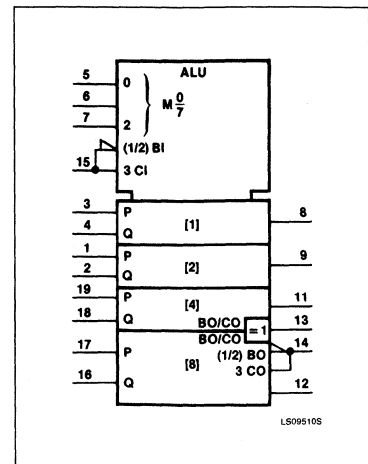 ALU
5 0
6 M 0/7
7 2
(1/2) BI
15 3 CI
3 P
4 Q [1] 8
1 P
2 Q [2] 9
19 P
18 Q [4] 11
BO/CO = 1 13
BO/CO
17 P (1/2) BO 14
[8] 3 CO
16 Q 12
LS09510S